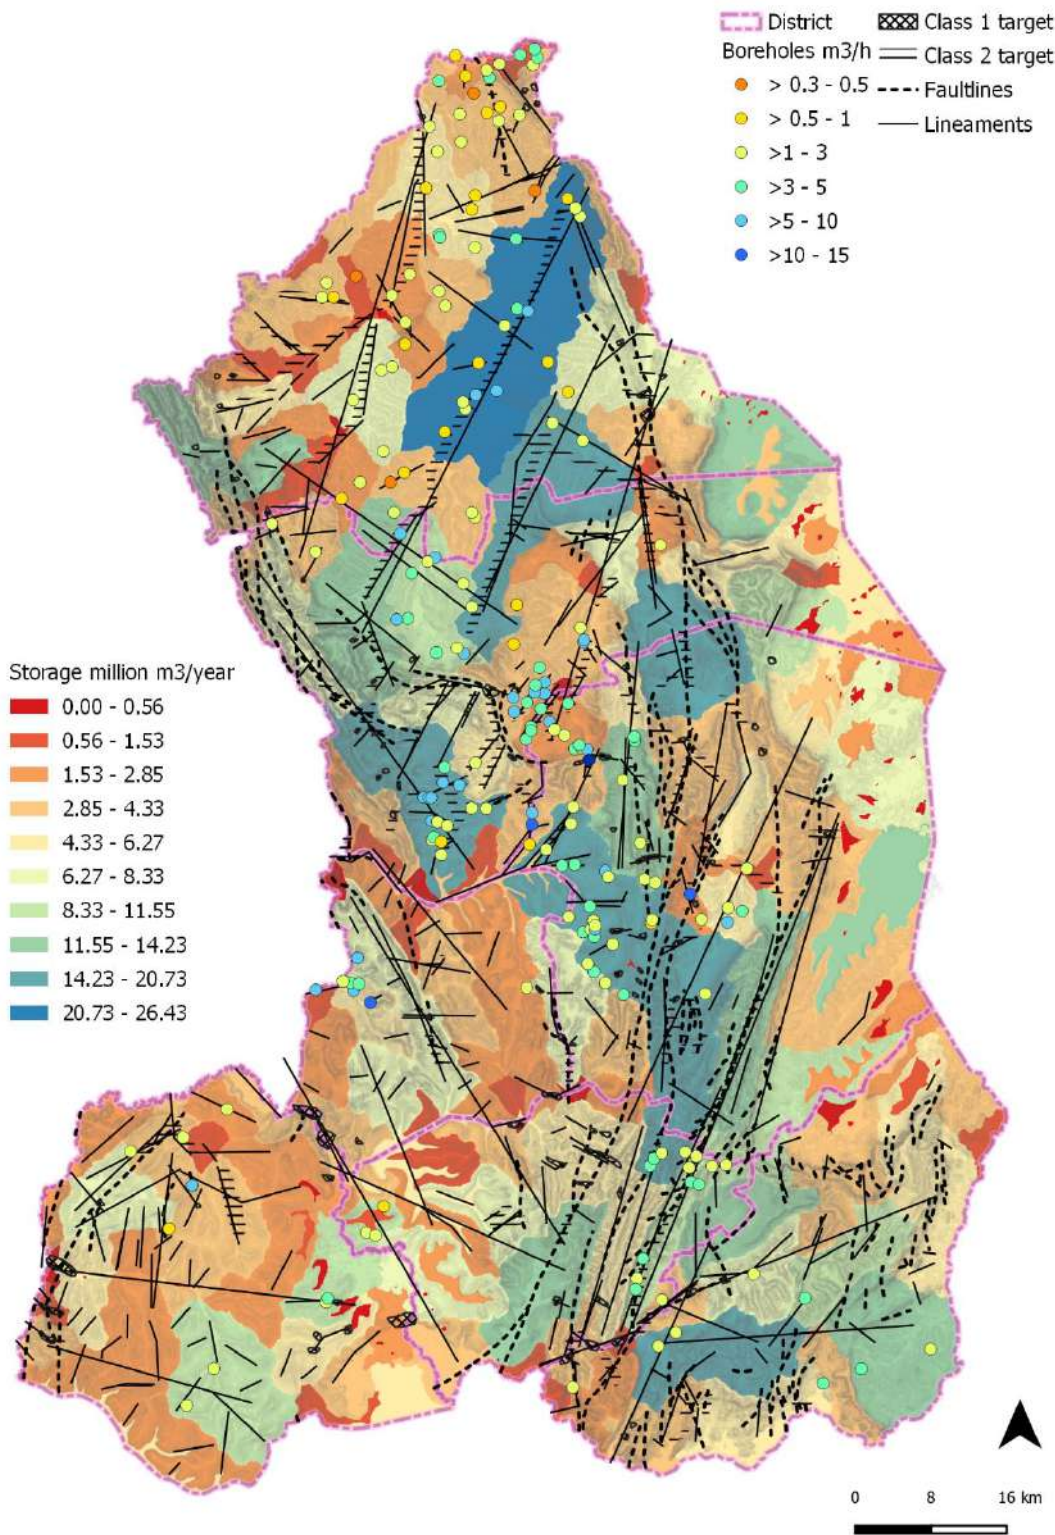 District
Boreholes m3/h
> 0.3 - 0.5
> 0.5 - 1
>1 - 3
>3 - 5
>5 - 10
>10 - 15
Class 1 target
Class 2 target
Faultlines
Lineaments
Storage million m3/year
0.00 - 0.56
0.56 - 1.53
1.53 - 2.85
2.85 - 4.33
4.33 - 6.27
6.27 - 8.33
8.33 - 11.55
11.55 - 14.23
14.23 - 20.73
20.73 - 26.43
0 8 16 km